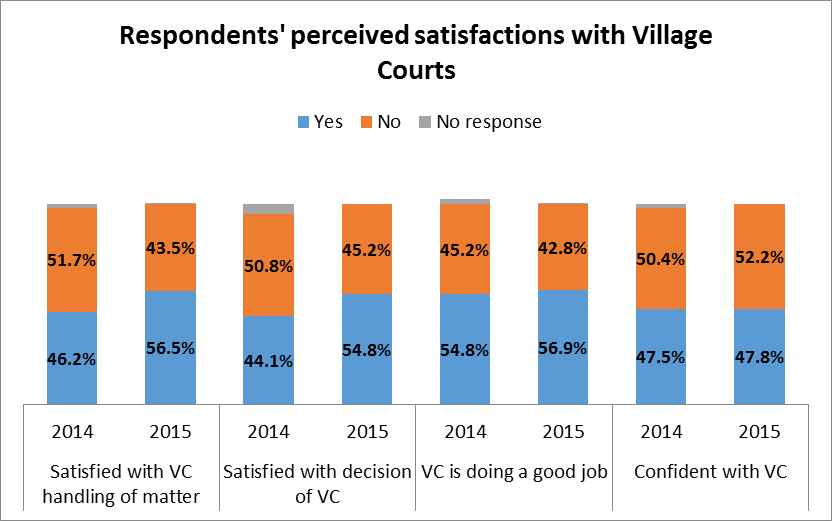 Respondents' perceived satisfactions with Village
Courts
Yes No No response
51.7% 43.5% 50.8% 45.2% 45.2% 42.8% 50.4% 52.2%
46.2% 56.5% 44.1% 54.8% 54.8% 56.9% 47.5% 47.8%
2014 2015 2014 2015 2014 2015 2014 2015
Satisfied with VC Satisfied with decision VC is doing a good job Confident with VC
handling of matter of VC